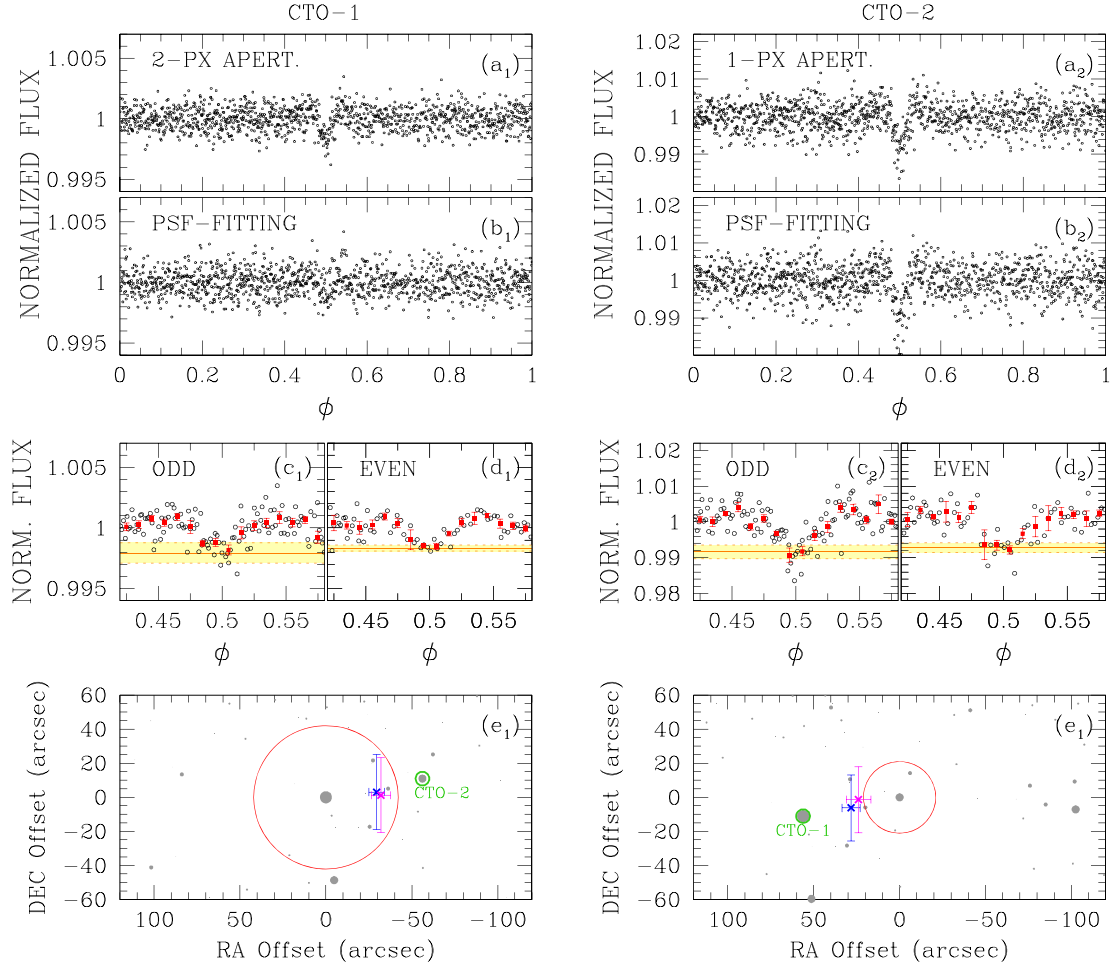 CTO-1
CTO-2
NORMALIZED FLUX
1.005
1
0.995
2-PX APERT.
(a1)
1.005
1
0.995
PSF-FITTING
(b1)
0 0.2 0.4 0.6 0.8 1
ϕ
NORMALIZED FLUX
1.02
1.01
1
0.99
1-PX APERT.
(a2)
1.02
1.01
1
0.99
PSF-FITTING
(b2)
0 0.2 0.4 0.6 0.8 1
ϕ
NORM. FLUX
1.005
1
0.995
ODD
(c1)
EVEN
(d1)
0.45 0.5 0.55
0.45 0.5 0.55
ϕ
ϕ
NORM. FLUX
1.02
1.01
1
0.99
0.98
ODD
(c2)
EVEN
(d2)
0.45 0.5 0.55
0.45 0.5 0.55
ϕ
ϕ
DEC Offset (arcsec)
60
40
20
0
−20
−40
−60
(e1)
CTO-2
100 50 0 −50 −100
RA Offset (arcsec)
DEC Offset (arcsec)
60
40
20
0
−20
−40
−60
(e1)
CTO-1
100 50 0 −50 −100
RA Offset (arcsec)